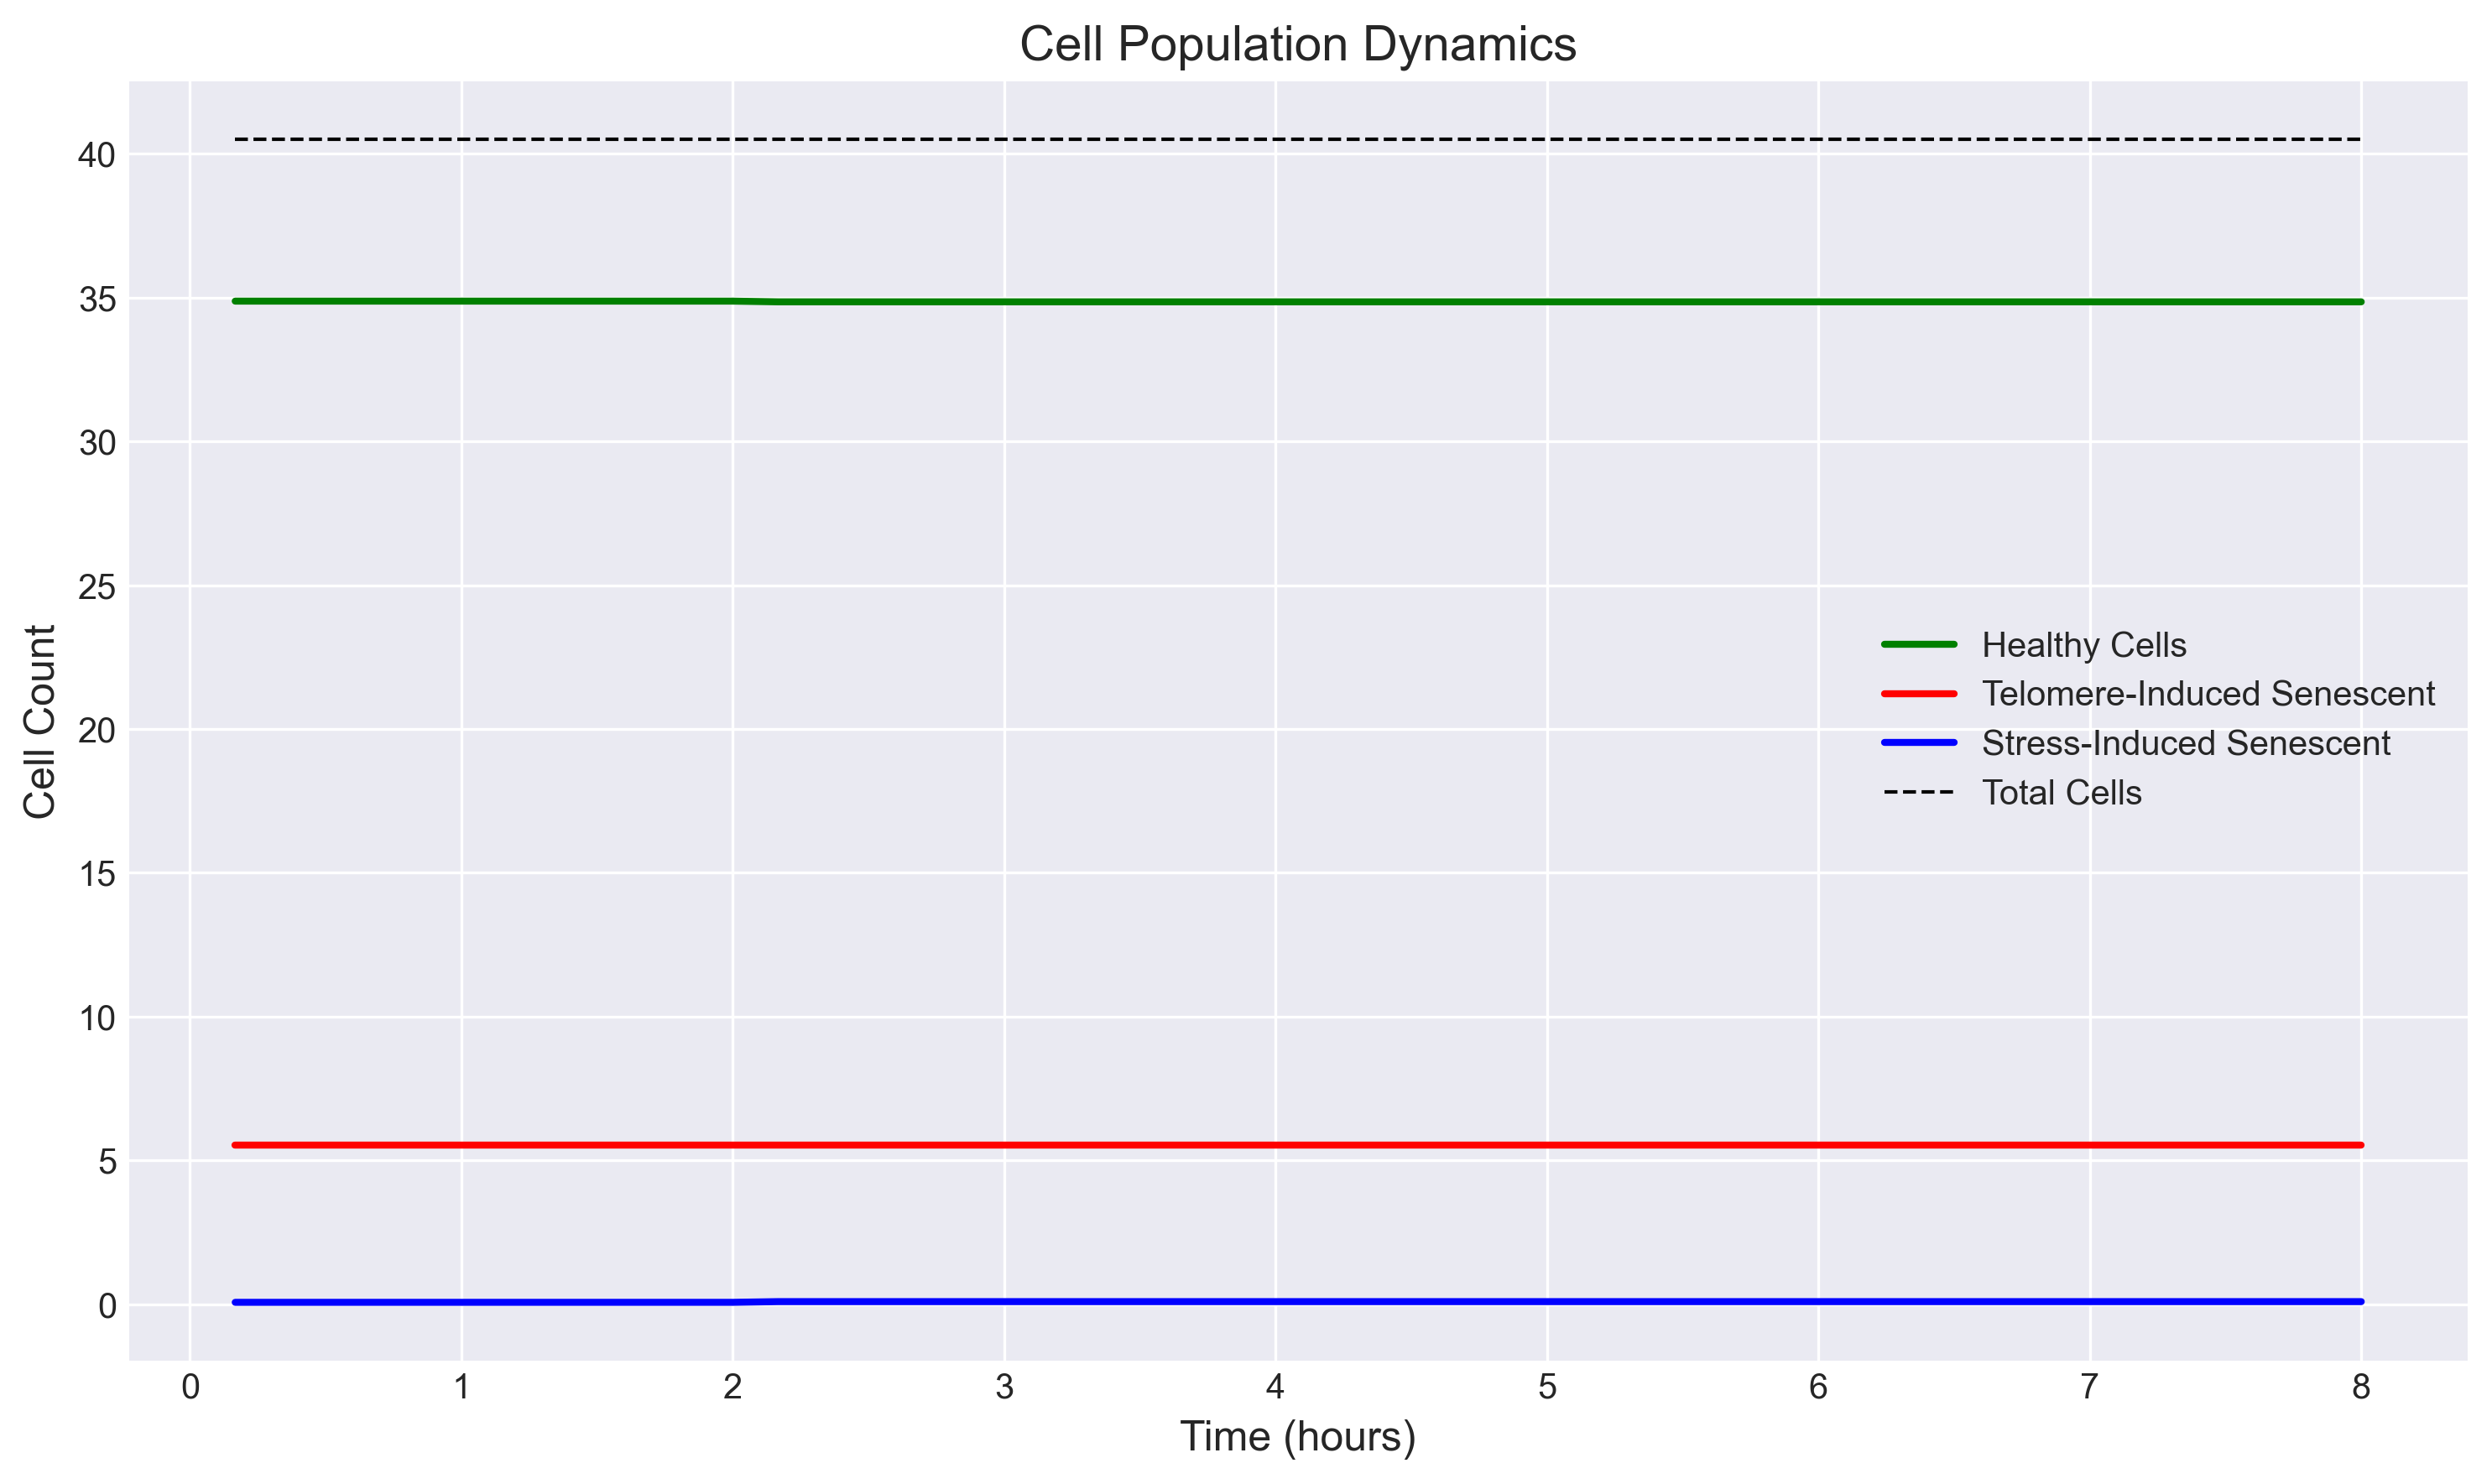 Cell Population Dynamics
Cell Count
40
35
30
25
20
15
10
5
0
Healthy Cells
Telomere-Induced Senescent
Stress-Induced Senescent
Total Cells
0 1 2 3 4 5 6 7 8
Time (hours)